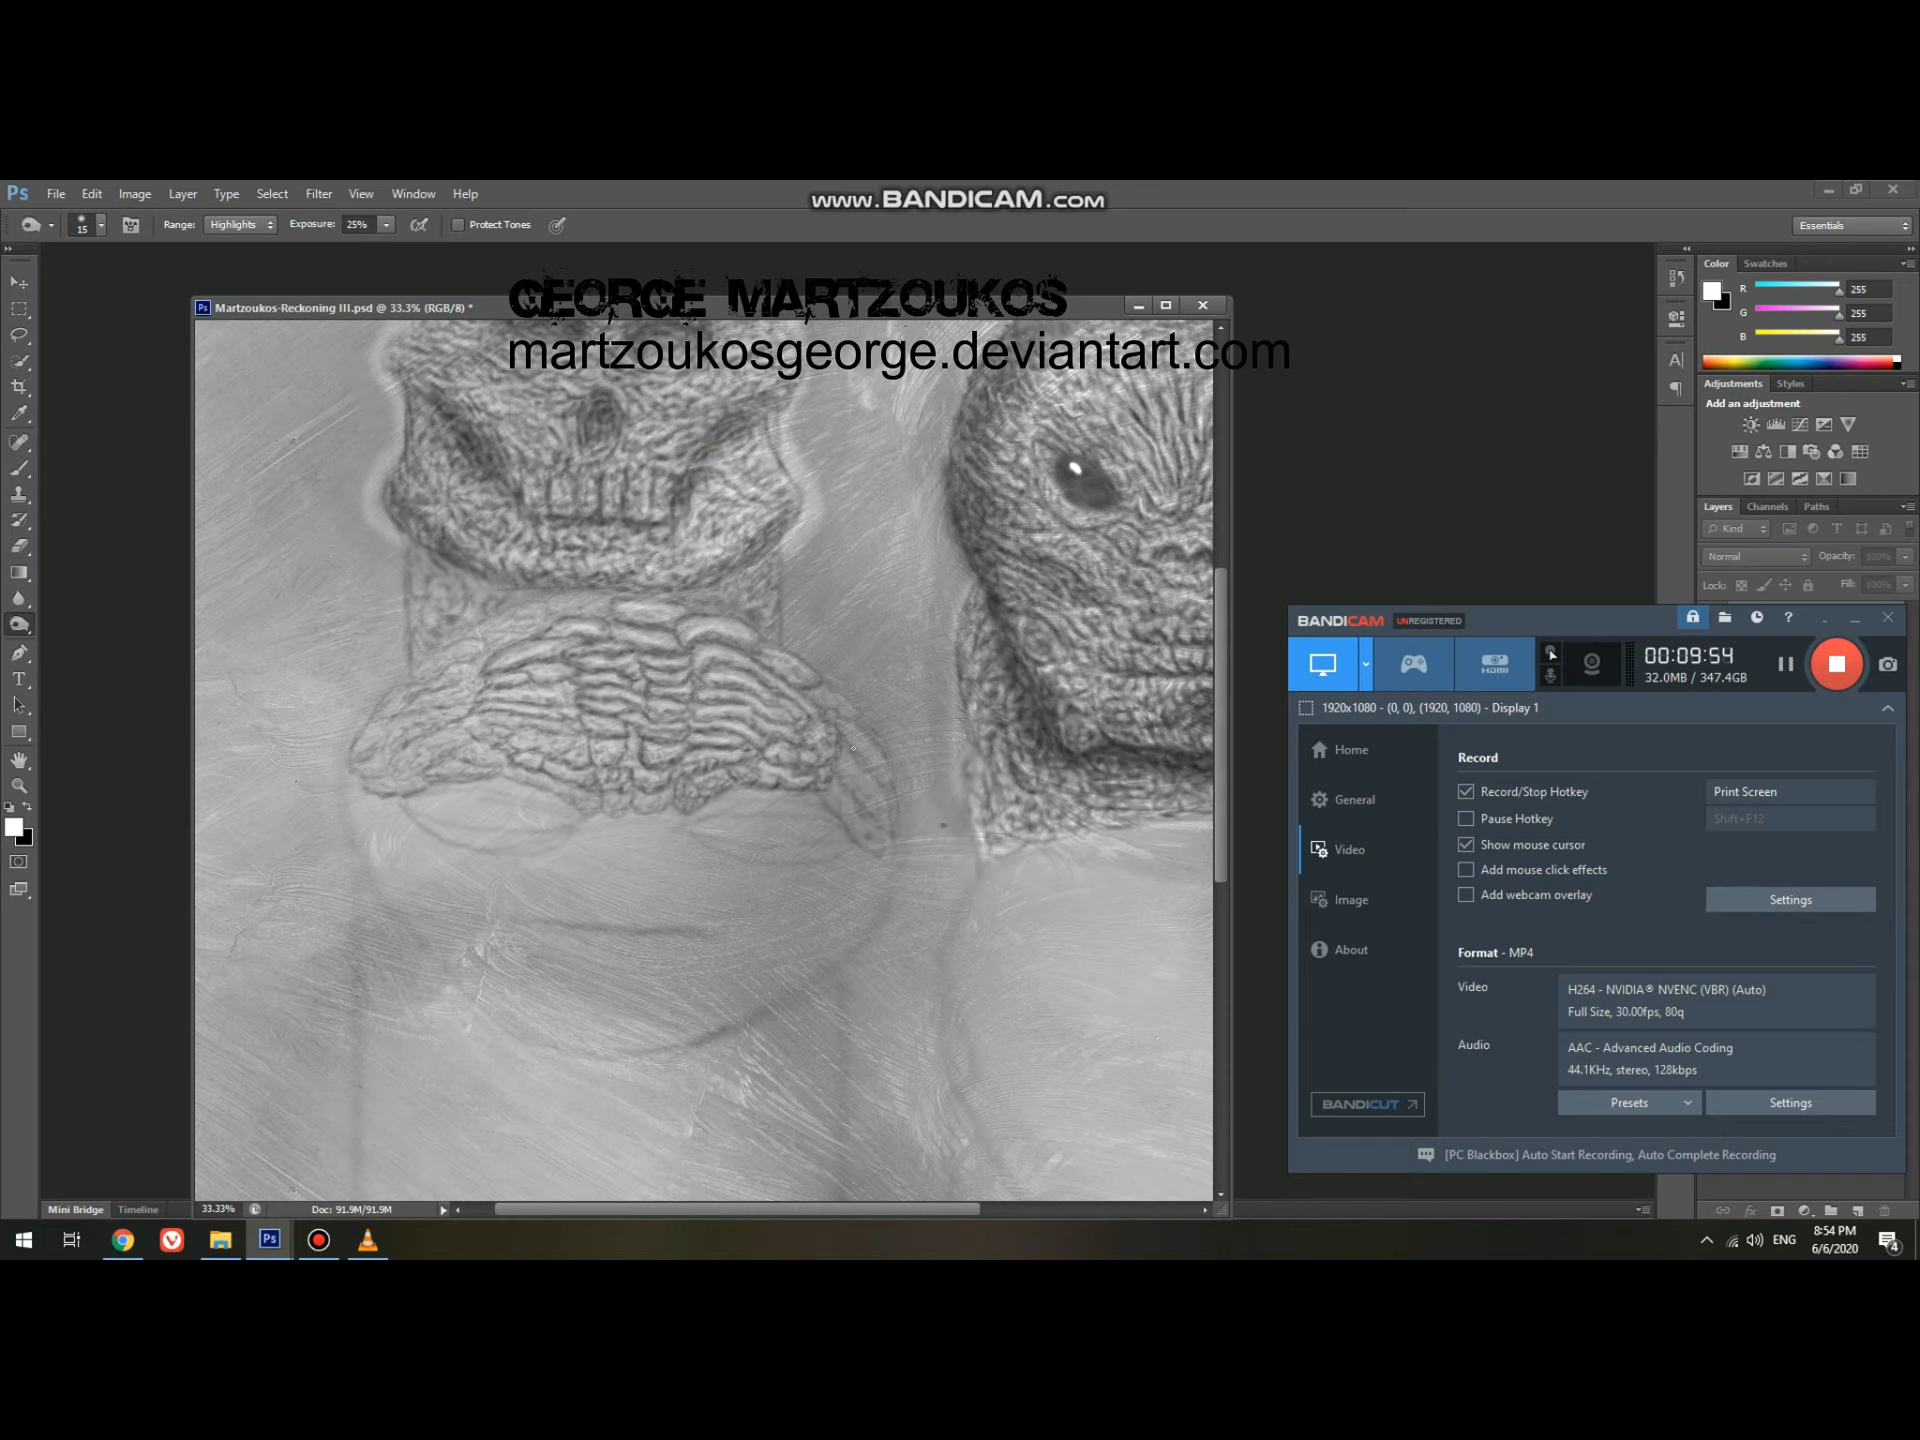 Ps File Edit Image Layer Type Select Filter View Window Help
www.BANDICAM.com
15 Range: Highlights Exposure: 25% Protect Tones
Essentials
GEORGE MARTZOUKOS
martzoukosgeorge.deviantart.com
Ps Martzoukos-Reckoning III.psd @ 33.3% (RGB/8) *
Color Swatches
R 255
G 255
B 255
Adjustments Styles
Add an adjustment
Layers Channels Paths
Kind
Normal Opacity: 100%
Lock: Fill: 100%
BANDICAM UNREGISTERED
HDMI
00:09:54
32.0MB / 347.4GB
1920x1080 - (0, 0), (1920, 1080) - Display 1
Home
General
Video
Image
About
BANDICUT
Record
Record/Stop Hotkey Print Screen
Pause Hotkey Shift+F12
Show mouse cursor
Add mouse click effects
Add webcam overlay Settings
Format - MP4
Video H264 - NVIDIA® NVENC (VBR) (Auto)
Full Size, 30.00fps, 80q
Audio AAC - Advanced Audio Coding
44.1KHz, stereo, 128kbps
Presets Settings
[PC Blackbox] Auto Start Recording, Auto Complete Recording
33.33% Doc: 91.9M/91.9M
Mini Bridge Timeline
Ps
ENG
8:54 PM
6/6/2020
4